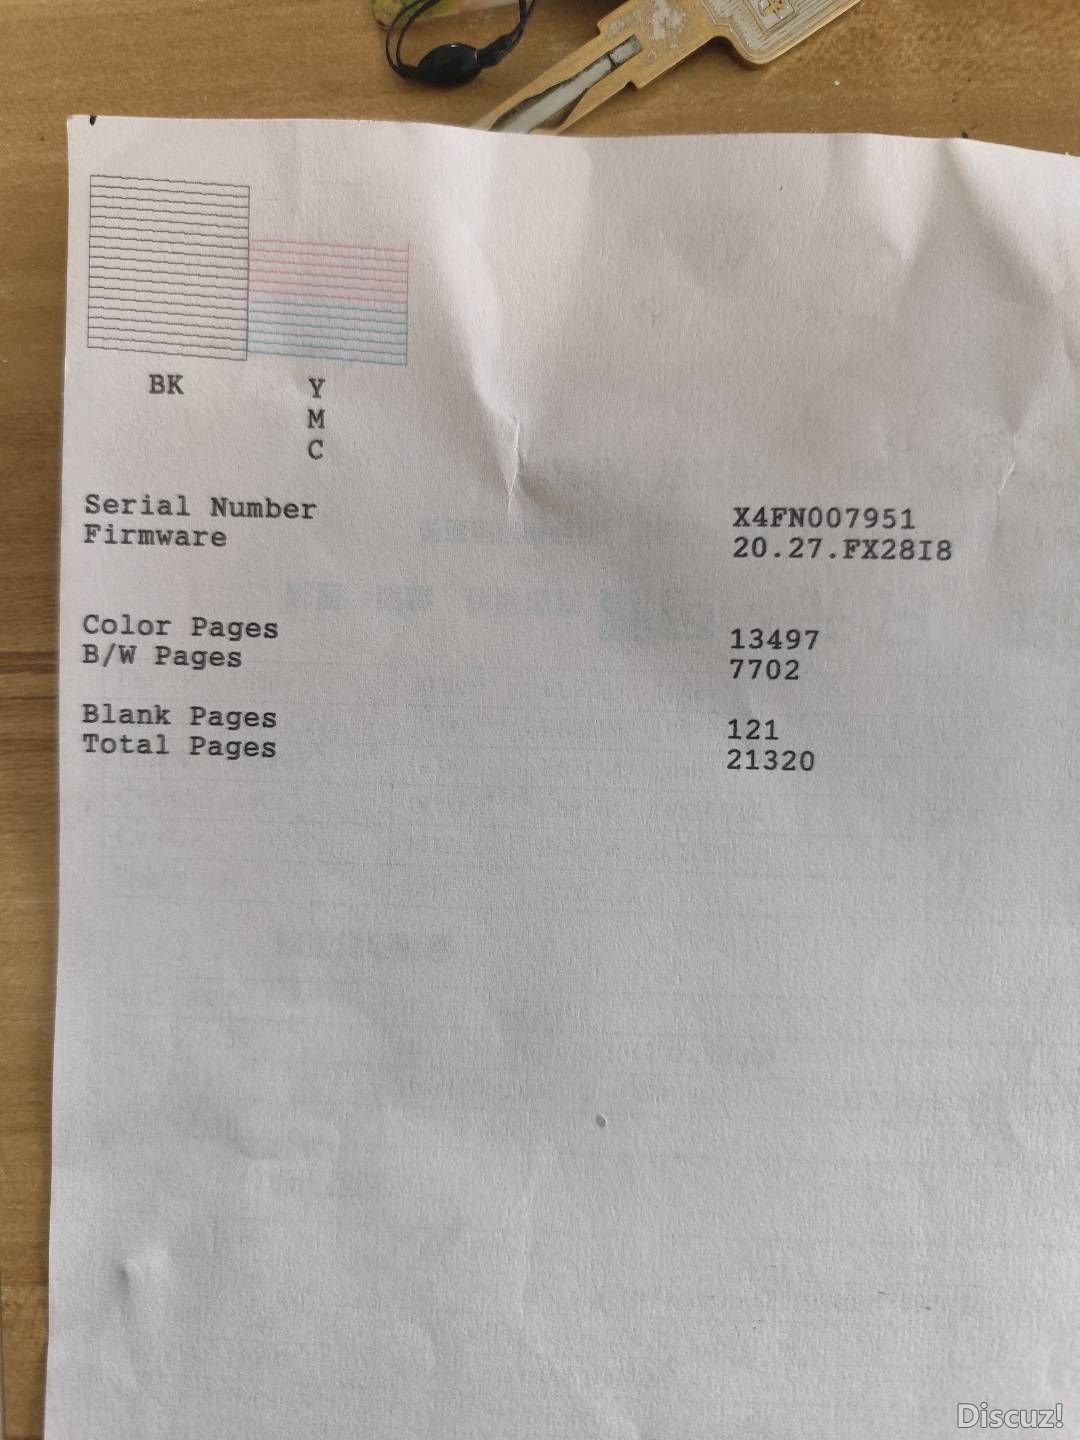 BK Y
M
C
Serial Number X4FN007951
Firmware 20.27.FX28I8
Color Pages 13497
B/W Pages 7702
Blank Pages 121
Total Pages 21320
Discuz!